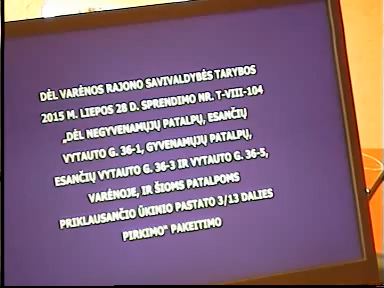 DĖL VARĖNOS RAJONO SAVIVALDYBĖS TARYBOS
2015 M. LIEPOS 28 D. SPRENDIMO NR. T-VIII-104
„DĖL NEGYVENAMŲJŲ PATALPŲ, ESANČIŲ
VYTAUTO G. 36-1, GYVENAMŲJŲ PATALPŲ,
ESANČIŲ VYTAUTO G. 36-3 IR VYTAUTO G. 36-5,
VARĖNOJE, IR ŠIOMS PATALPOMS
PRIKLAUSANČIO ŪKINIO PASTATO 3/13 DALIES
PIRKIMO“ PAKEITIMO